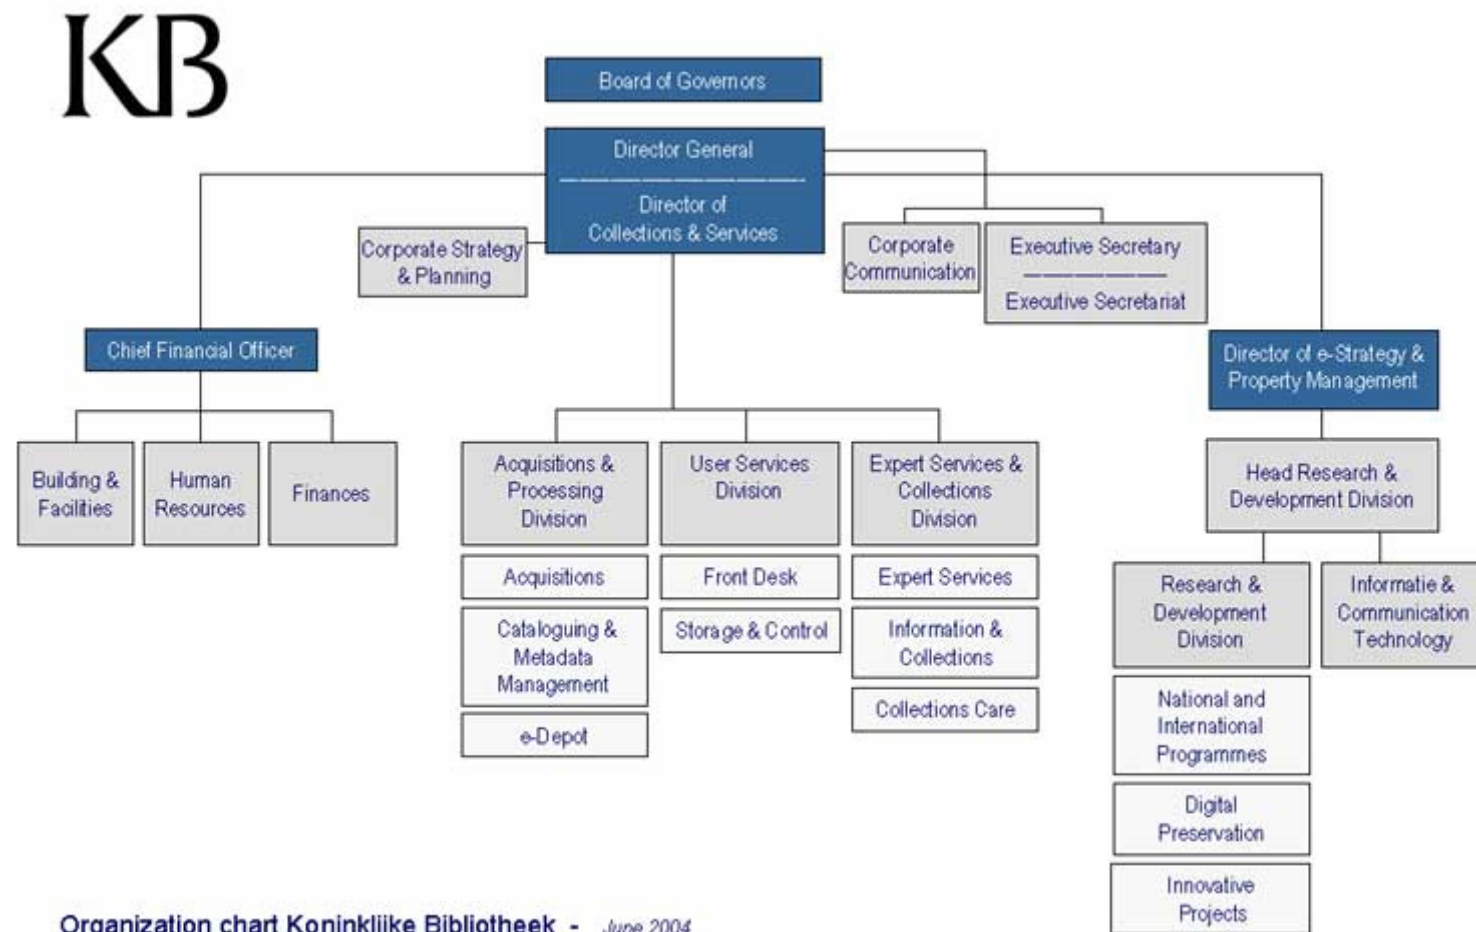 KB
Board of Governors
Director General
Director of
Collections & Services
Corporate Strategy
& Planning
Corporate
Communication
Executive Secretary
Executive Secretariat
Chief Financial Officer
Director of e-Strategy &
Property Management
Building &
Facilities
Human
Resources
Finances
Acquisitions &
Processing
Division
Acquisitions
Cataloguing &
Metadata
Management
e-Depot
User Services
Division
Front Desk
Storage & Control
Expert Services &
Collections
Division
Expert Services
Information &
Collections
Collections Care
Head Research &
Development Division
Research &
Development
Division
National and
International
Programmes
Digital
Preservation
Innovative
Projects
Informatie &
Communication
Technology
Organization chart Koninklijke Bibliotheek - June 2004